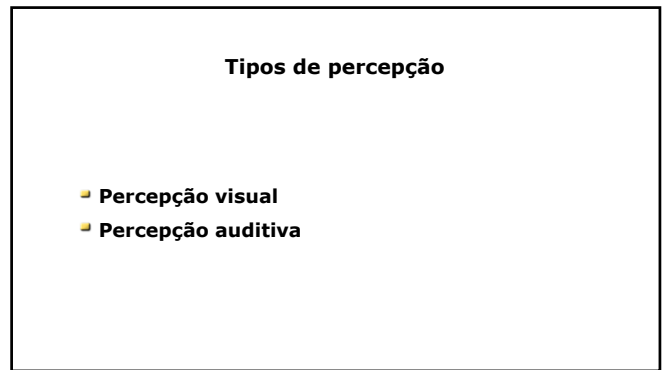 Tipos de percepção
Percepção visual
Percepção auditiva